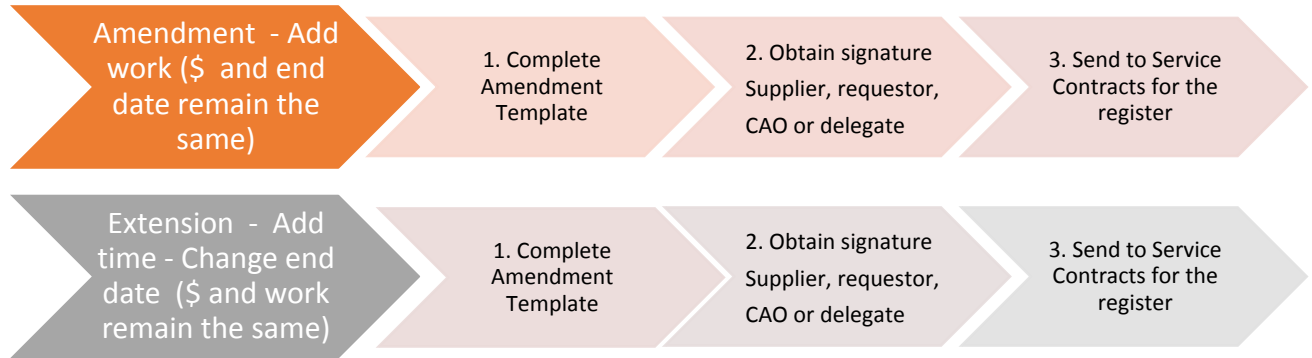 Amendment - Add
work ($ and end
date remain the
same)
1. Complete
Amendment
Template
2. Obtain signature
Supplier, requestor,
CAO or delegate
3. Send to Service
Contracts for the
register
Extension - Add
time - Change end
date ($ and work
remain the same)
1. Complete
Amendment
Template
2. Obtain signature
Supplier, requestor,
CAO or delegate
3. Send to Service
Contracts for the
register